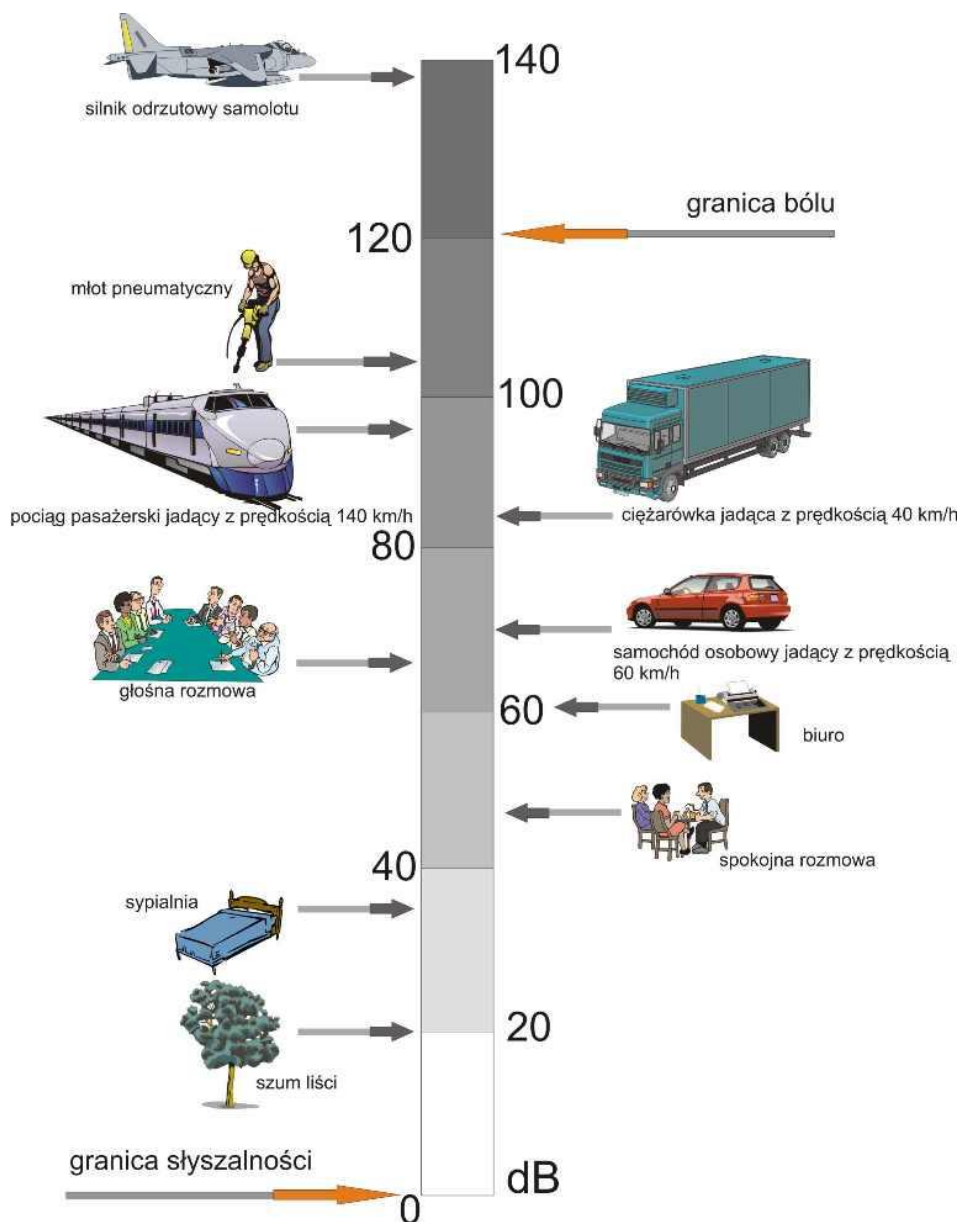 140
silnik odrzutowy samolotu
granica bólu
120
młot pneumatyczny
100
pociąg pasażerski jadący z prędkością 140 km/h
ciężarówka jadąca z prędkością 40 km/h
80
samochód osobowy jadący z prędkością
60 km/h
głośna rozmowa
60
biuro
spokojna rozmowa
40
sypialnia
20
szum liści
granica słyszalności
dB
0